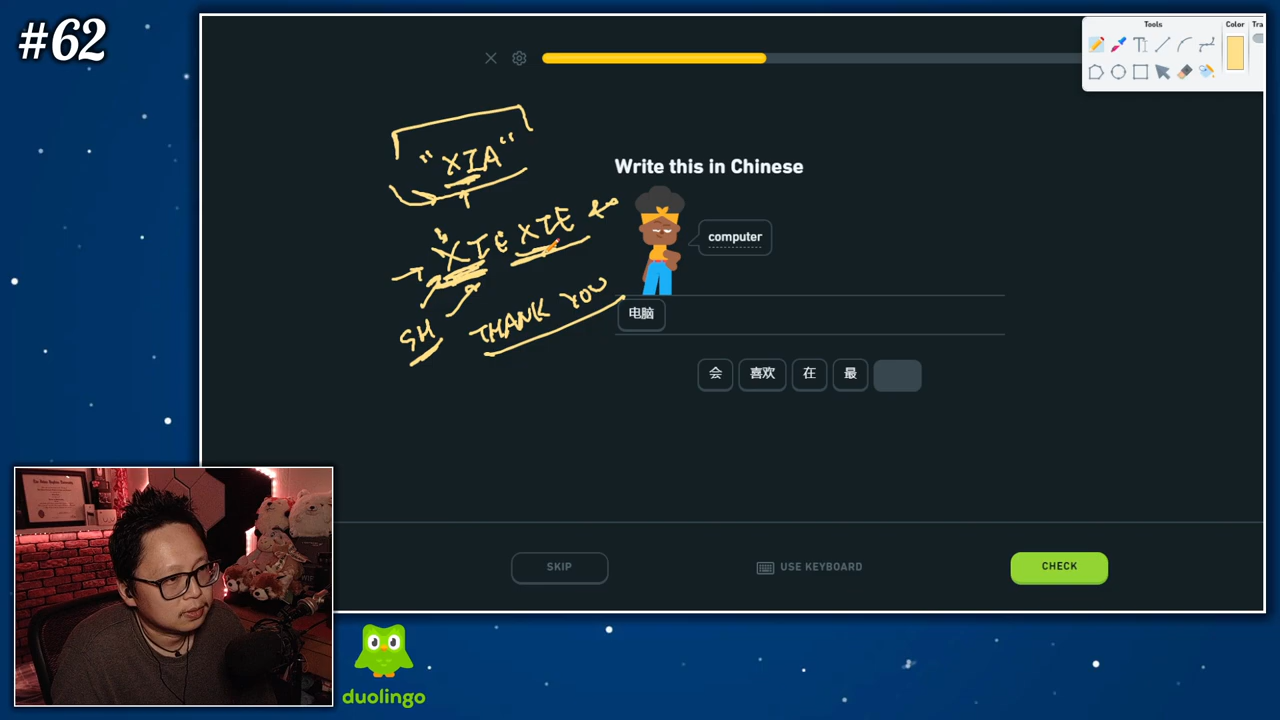 #62
Tools
Color
Tra
"XIA"
Write this in Chinese
XIE XIE
computer
SH
THANK YOU
电脑
会
喜欢
在
最
SKIP
USE KEYBOARD
CHECK
duolingo